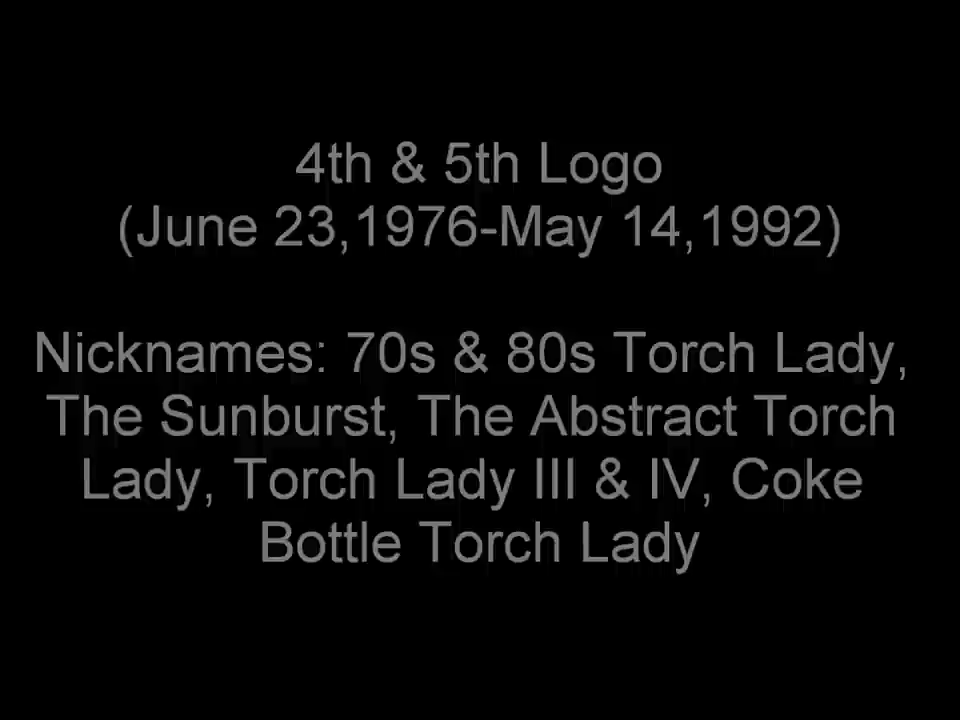 4th & 5th Logo
(June 23,1976-May 14,1992)
Nicknames: 70s & 80s Torch Lady,
The Sunburst, The Abstract Torch
Lady, Torch Lady III & IV, Coke
Bottle Torch Lady